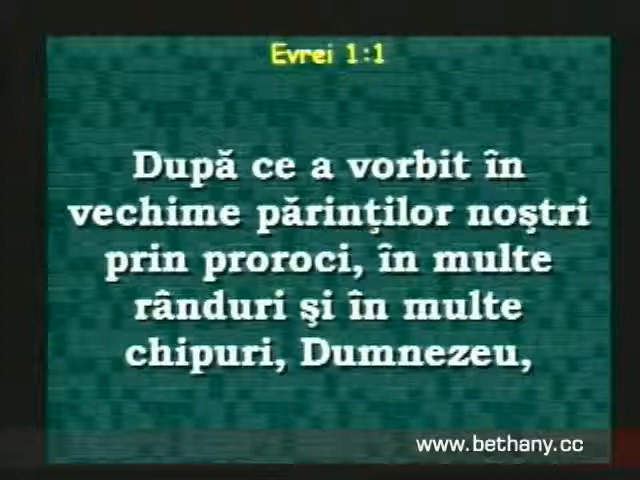 Evrei 1:1
După ce a vorbit în
vechime părinţilor noştri
prin proroci, în multe
rânduri şi în multe
chipuri, Dumnezeu,
www.bethany.cc